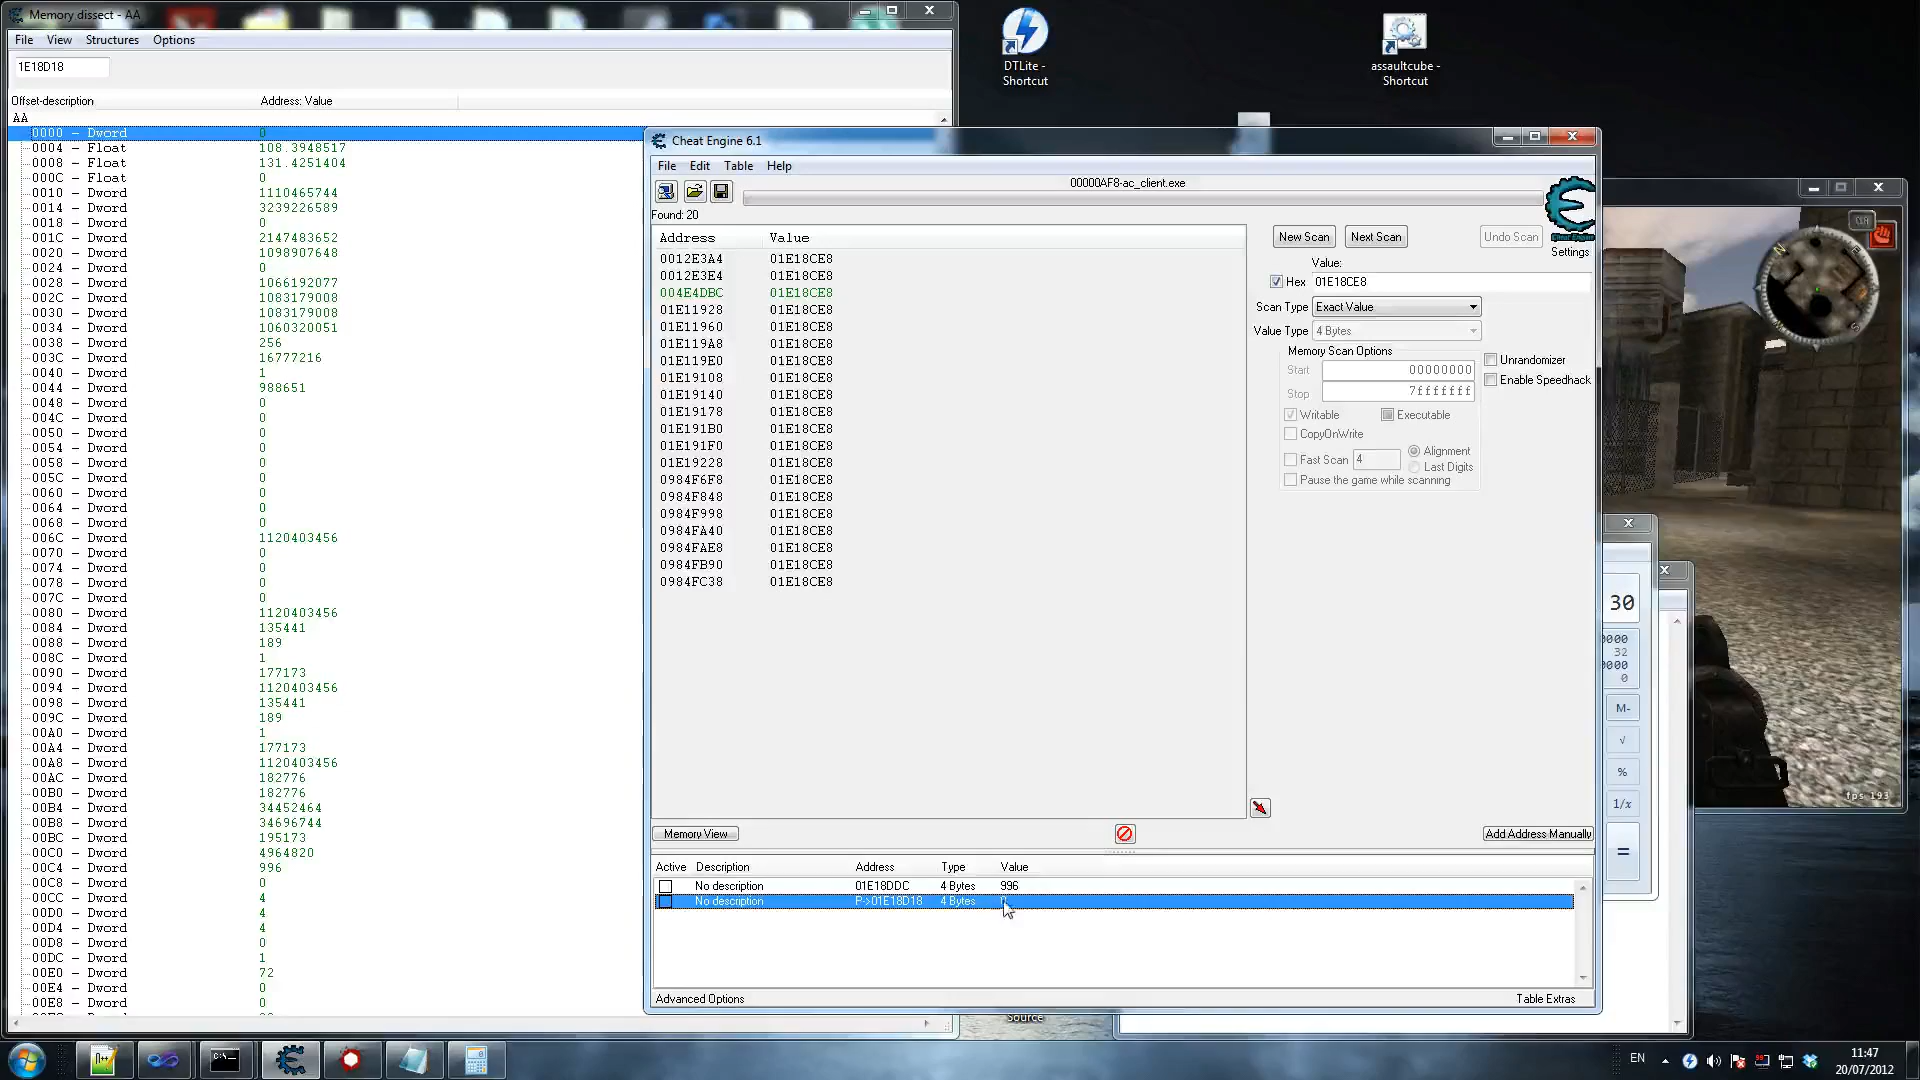 Memory dissect - AA
File View Structures Options
1E18D18
Offset-description Address: Value
AA
0000 - Dword 0
0004 - Float 108.3948517
0008 - Float 131.4251404
000C - Float 0
0010 - Dword 1110465744
0014 - Dword 3239226589
0018 - Dword 0
001C - Dword 2147483652
0020 - Dword 1098907648
0024 - Dword 0
0028 - Dword 1066192077
002C - Dword 1083179008
0030 - Dword 1083179008
0034 - Dword 1060320051
0038 - Dword 256
003C - Dword 16777216
0040 - Dword 1
0044 - Dword 988651
0048 - Dword 0
004C - Dword 0
0050 - Dword 0
0054 - Dword 0
0058 - Dword 0
005C - Dword 0
0060 - Dword 0
0064 - Dword 0
0068 - Dword 0
006C - Dword 1120403456
0070 - Dword 0
0074 - Dword 0
0078 - Dword 0
007C - Dword 0
0080 - Dword 1120403456
0084 - Dword 135441
0088 - Dword 189
008C - Dword 1
0090 - Dword 177173
0094 - Dword 1120403456
0098 - Dword 135441
009C - Dword 189
00A0 - Dword 1
00A4 - Dword 177173
00A8 - Dword 1120403456
00AC - Dword 182776
00B0 - Dword 182776
00B4 - Dword 34452464
00B8 - Dword 34696744
00BC - Dword 195173
00C0 - Dword 4964820
00C4 - Dword 996
00C8 - Dword 0
00CC - Dword 4
00D0 - Dword 4
00D4 - Dword 4
00D8 - Dword 0
00DC - Dword 1
00E0 - Dword 72
00E4 - Dword 0
00E8 - Dword 0
DTLite -
Shortcut
assaultcube -
Shortcut
Cheat Engine 6.1
File Edit Table Help
00000AF8-ac_client.exe
Found: 20
Address Value
0012E3A4 01E18CE8
0012E3E4 01E18CE8
004E4DBC 01E18CE8
01E11928 01E18CE8
01E11960 01E18CE8
01E119A8 01E18CE8
01E119E0 01E18CE8
01E19108 01E18CE8
01E19140 01E18CE8
01E19178 01E18CE8
01E191B0 01E18CE8
01E191F0 01E18CE8
01E19228 01E18CE8
0984F6F8 01E18CE8
0984F848 01E18CE8
0984F998 01E18CE8
0984FA40 01E18CE8
0984FAE8 01E18CE8
0984FB90 01E18CE8
0984FC38 01E18CE8
New Scan Next Scan Undo Scan
Cheat Engine
Settings
Value:
Hex 01E18CE8
Scan Type Exact Value
Value Type 4 Bytes
Memory Scan Options
Start 00000000
Stop 7fffffff
Writable Executable
CopyOnWrite
Fast Scan 4 Alignment
Last Digits
Pause the game while scanning
Unrandomizer
Enable Speedhack
Memory View
Add Address Manually
Active Description Address Type Value
No description 01E18DDC 4 Bytes 996
No description P->01E18D18 4 Bytes
Advanced Options Table Extras
Source
CLA
N
fps 193
30
0000
32
0000
0
M-
√
%
1/x
=
n++
C:\
EN
99
11:47
20/07/2012